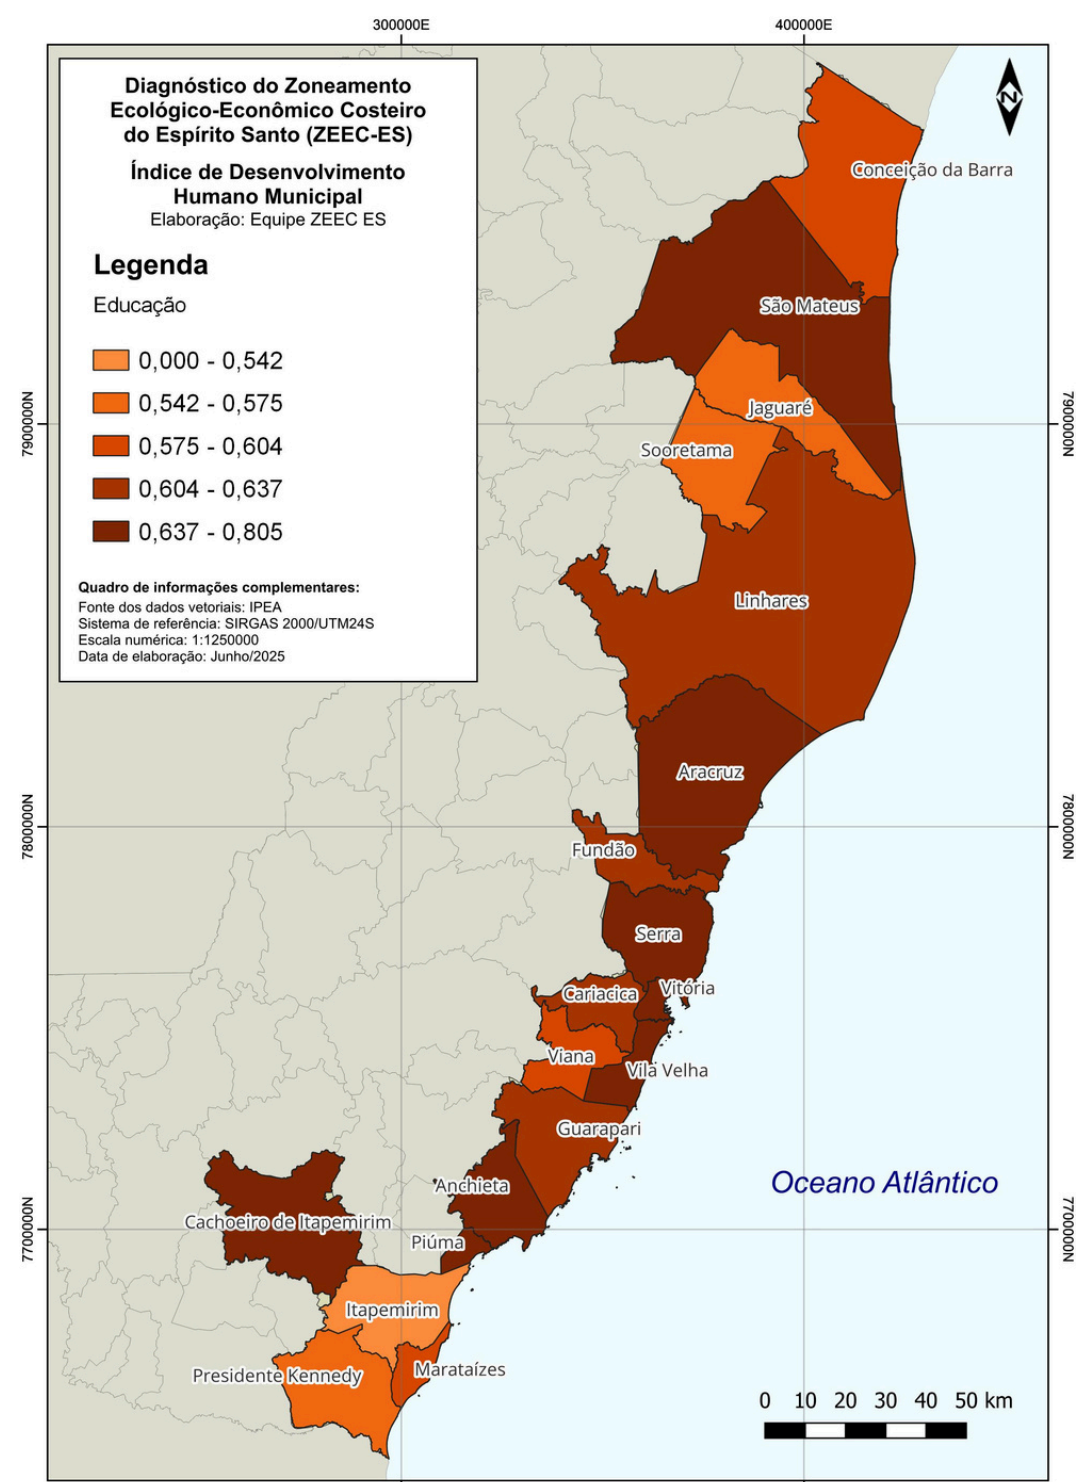 300000E
400000E
Diagnóstico do Zoneamento
Ecológico-Econômico Costeiro
do Espírito Santo (ZEEC-ES)
Índice de Desenvolvimento
Humano Municipal
Elaboração: Equipe ZEEC ES
Legenda
Educação
0,000 - 0,542
0,542 - 0,575
0,575 - 0,604
0,604 - 0,637
0,637 - 0,805
Quadro de informações complementares:
Fonte dos dados vetoriais: IPEA
Sistema de referência: SIRGAS 2000/UTM24S
Escala numérica: 1:1250000
Data de elaboração: Junho/2025
N
Conceição da Barra
São Mateus
Jaguaré
7900000N
7900000N
Sooretama
Linhares
Aracruz
7800000N
7800000N
Fundão
Serra
Vitória
Cariacica
Viana
Vila Velha
Guarapari
Oceano Atlântico
Anchieta
Cachoeiro de Itapemirim
7700000N
7700000N
Piúma
Itapemirim
Marataízes
Presidente Kennedy
0 10 20 30 40 50 km